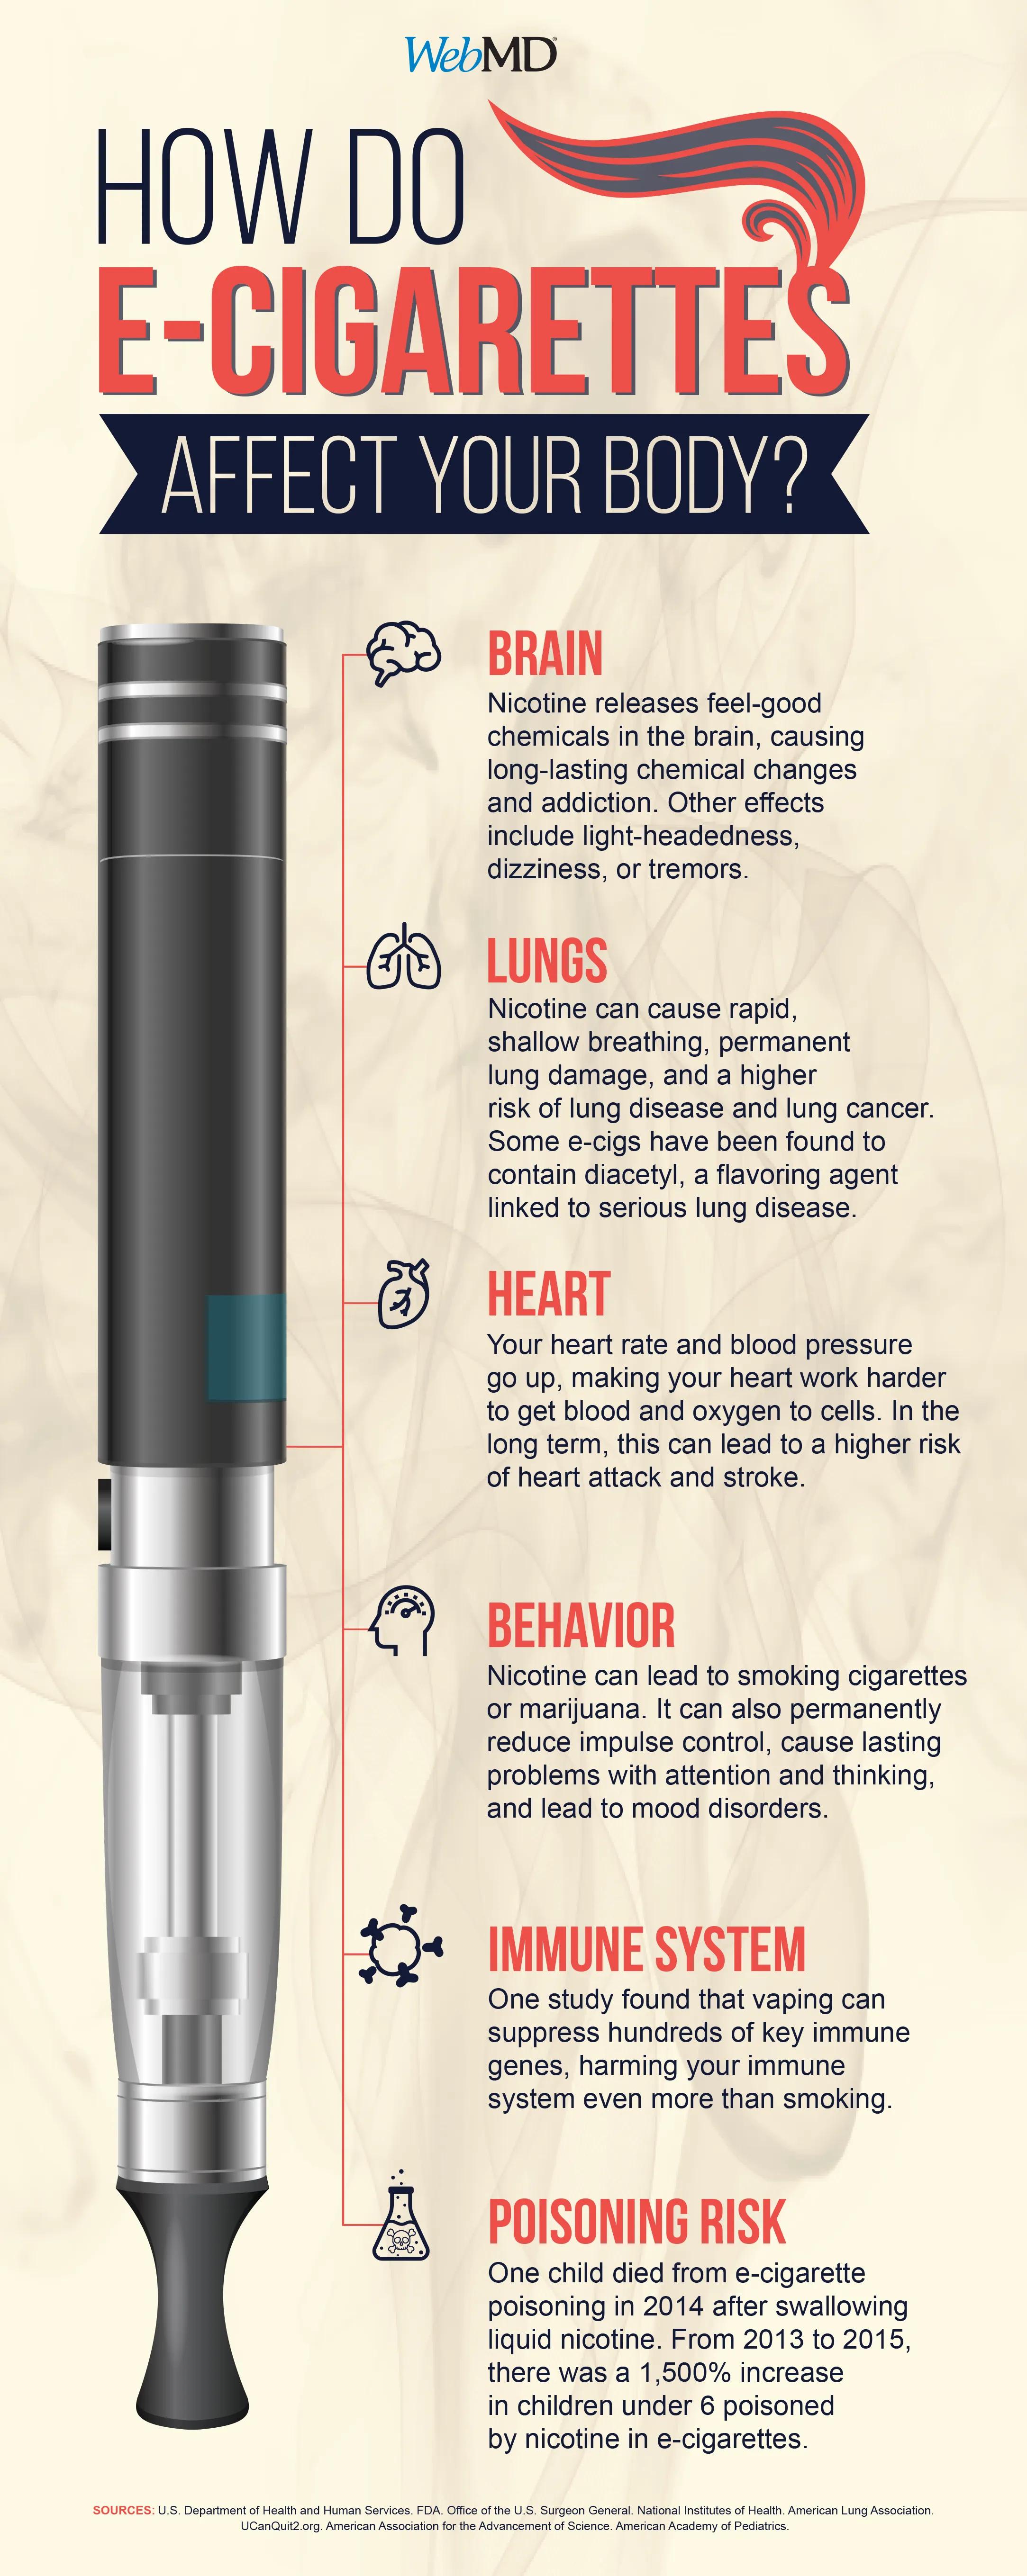 WebMD
HOW DO
E-CIGARETTES
AFFECT YOUR BODY?
BRAIN
Nicotine releases feel-good
chemicals in the brain, causing
long-lasting chemical changes
and addiction. Other effects
include light-headedness,
dizziness, or tremors.
LUNGS
Nicotine can cause rapid,
shallow breathing, permanent
lung damage, and a higher
risk of lung disease and lung cancer.
Some e-cigs have been found to
contain diacetyl, a flavoring agent
linked to serious lung disease.
HEART
Your heart rate and blood pressure
go up, making your heart work harder
to get blood and oxygen to cells. In the
long term, this can lead to a higher risk
of heart attack and stroke.
BEHAVIOR
Nicotine can lead to smoking cigarettes
or marijuana. It can also permanently
reduce impulse control, cause lasting
problems with attention and thinking,
and lead to mood disorders.
IMMUNE SYSTEM
One study found that vaping can
suppress hundreds of key immune
genes, harming your immune
system even more than smoking.
POISONING RISK
One child died from e-cigarette
poisoning in 2014 after swallowing
liquid nicotine. From 2013 to 2015,
there was a 1,500% increase
in children under 6 poisoned
by nicotine in e-cigarettes.
SOURCES: U.S. Department of Health and Human Services. FDA. Office of the U.S. Surgeon General. National Institutes of Health. American Lung Association.
UCanQuit2.org. American Association for the Advancement of Science. American Academy of Pediatrics.